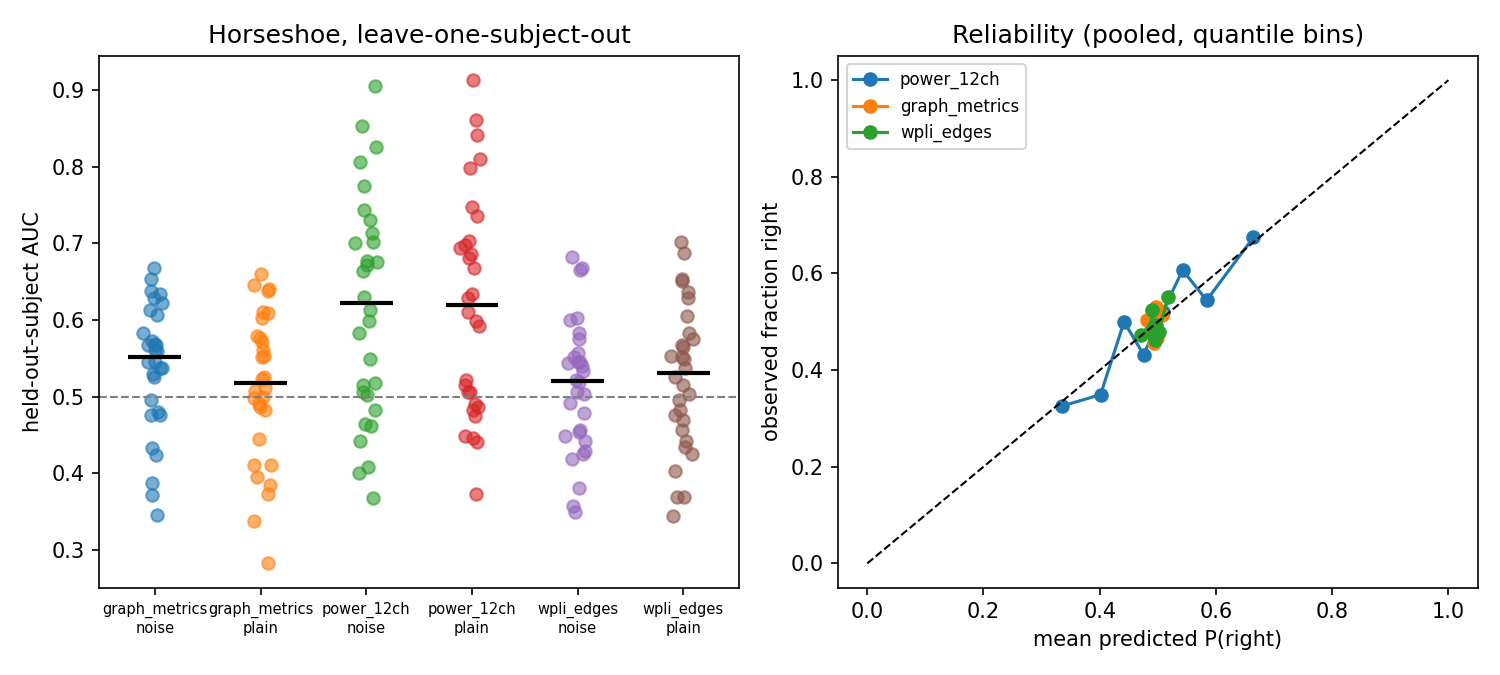 Horseshoe, leave-one-subject-out
held-out-subject AUC
0.9
0.8
0.7
0.6
0.5
0.4
0.3
graph_metrics graph_metrics power_12ch power_12ch wpli_edges wpli_edges
noise plain noise plain noise plain
Reliability (pooled, quantile bins)
power_12ch
graph_metrics
wpli_edges
observed fraction right
1.0
0.8
0.6
0.4
0.2
0.0
0.0 0.2 0.4 0.6 0.8 1.0
mean predicted P(right)